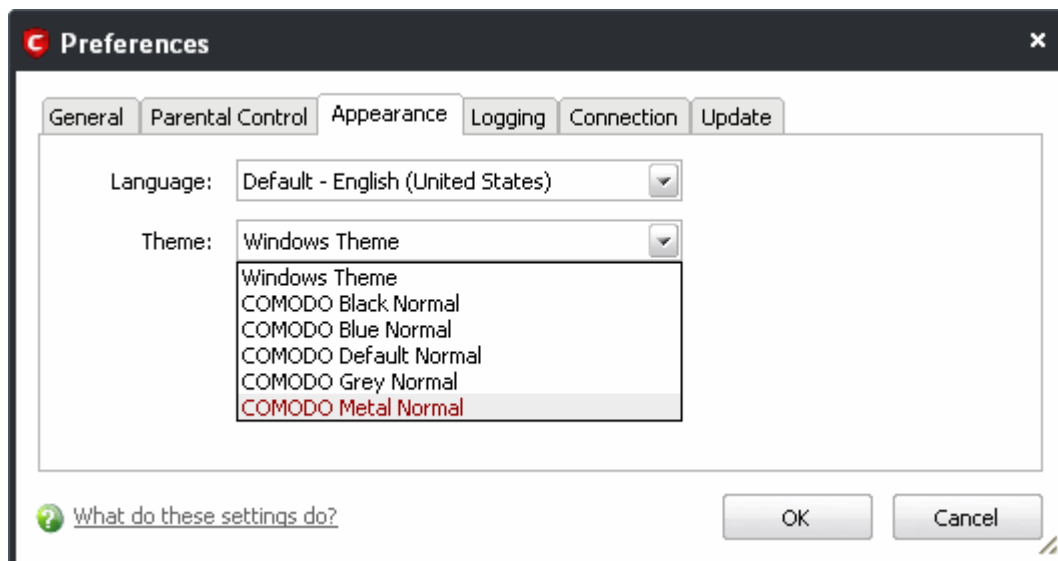 Preferences
General Parental Control Appearance Logging Connection Update
Language: Default - English (United States)
Theme: Windows Theme
Windows Theme
COMODO Black Normal
COMODO Blue Normal
COMODO Default Normal
COMODO Grey Normal
COMODO Metal Normal
What do these settings do? OK Cancel